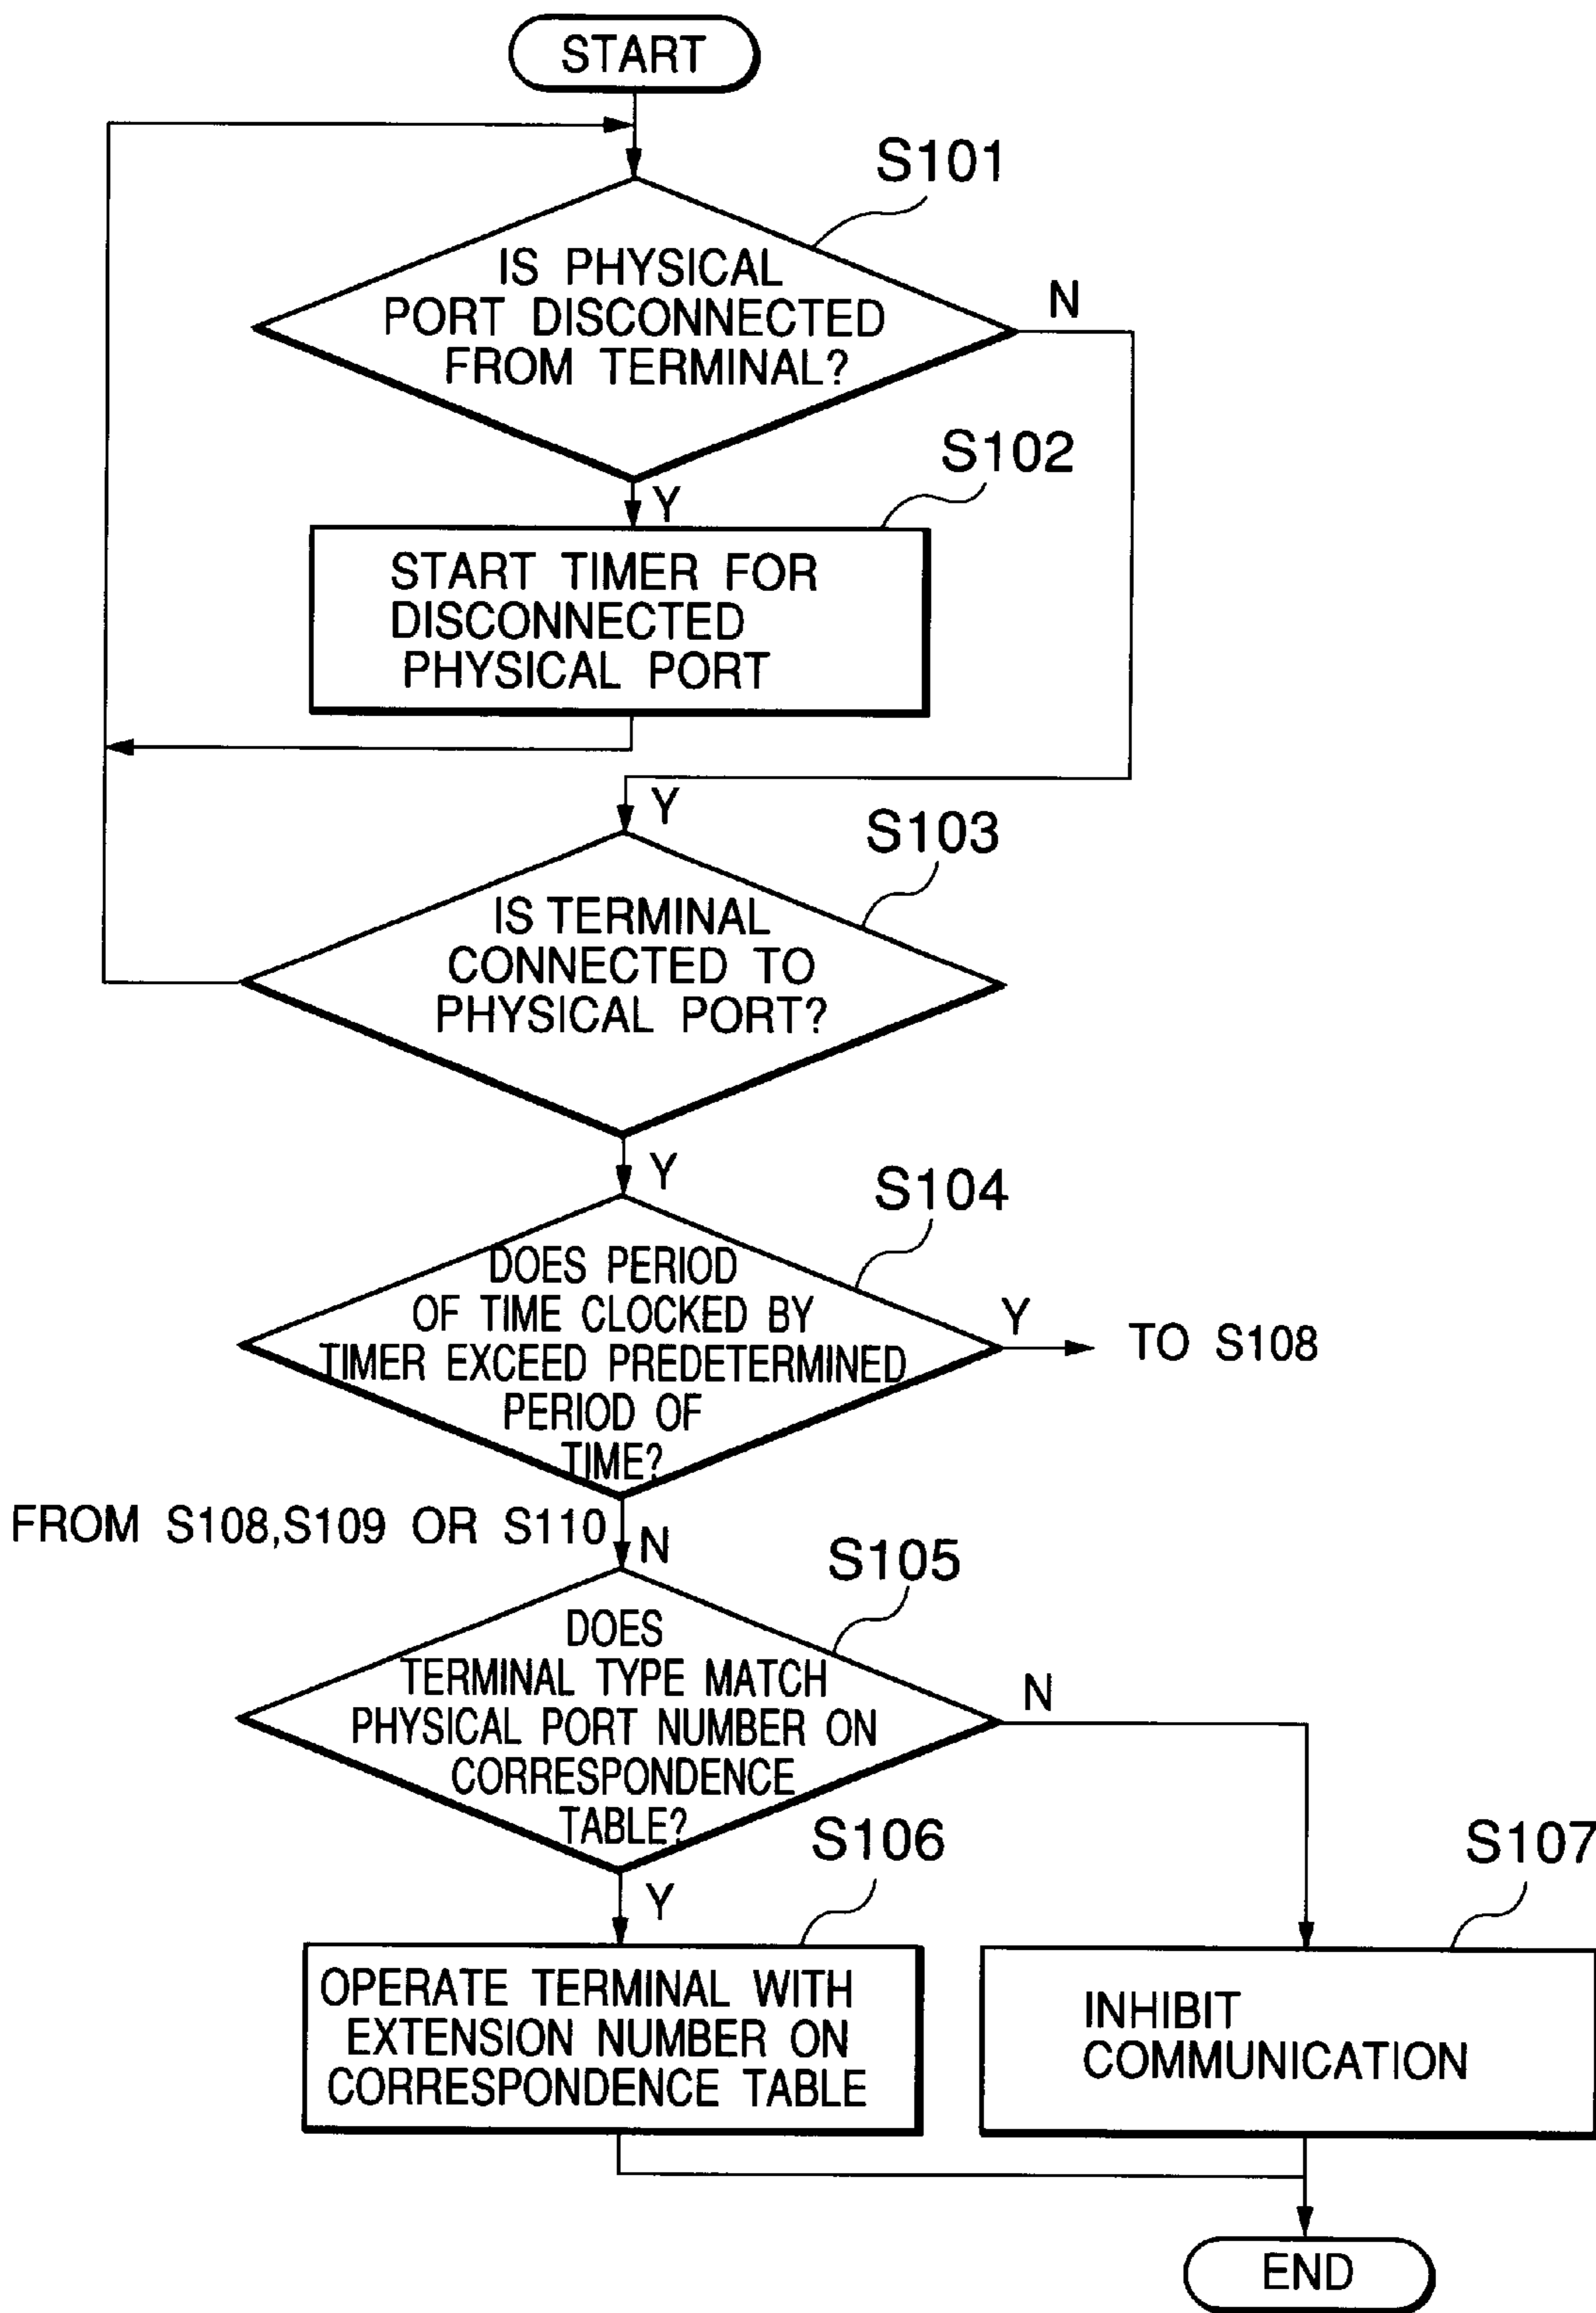 START
S101
IS PHYSICAL
PORT DISCONNECTED
FROM TERMINAL?
N
S102
Y
START TIMER FOR
DISCONNECTED
PHYSICAL PORT
Y
S103
IS TERMINAL
CONNECTED TO
PHYSICAL PORT?
Y
S104
DOES PERIOD
OF TIME CLOCKED BY
TIMER EXCEED PREDETERMINED
PERIOD OF
TIME?
Y
TO S108
FROM S108,S109 OR S110
N
S105
DOES
TERMINAL TYPE MATCH
PHYSICAL PORT NUMBER ON
CORRESPONDENCE
TABLE?
N
S106
S107
Y
OPERATE TERMINAL WITH
EXTENSION NUMBER ON
CORRESPONDENCE TABLE
INHIBIT
COMMUNICATION
END